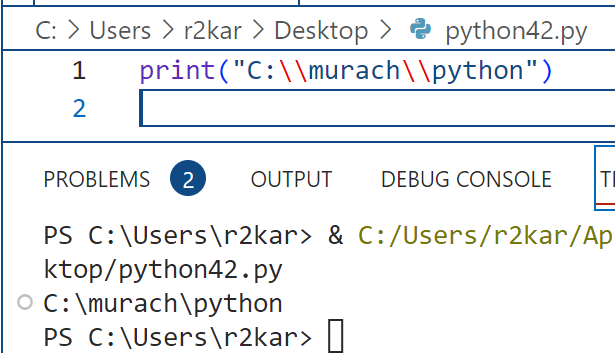 C: > Users > r2kar > Desktop > python42.py
1 print("C:\\murach\\python")
2
PROBLEMS 2 OUTPUT DEBUG CONSOLE
PS C:\Users\r2kar> & C:/Users/r2kar/Ap
ktop/python42.py
C:\murach\python
PS C:\Users\r2kar>